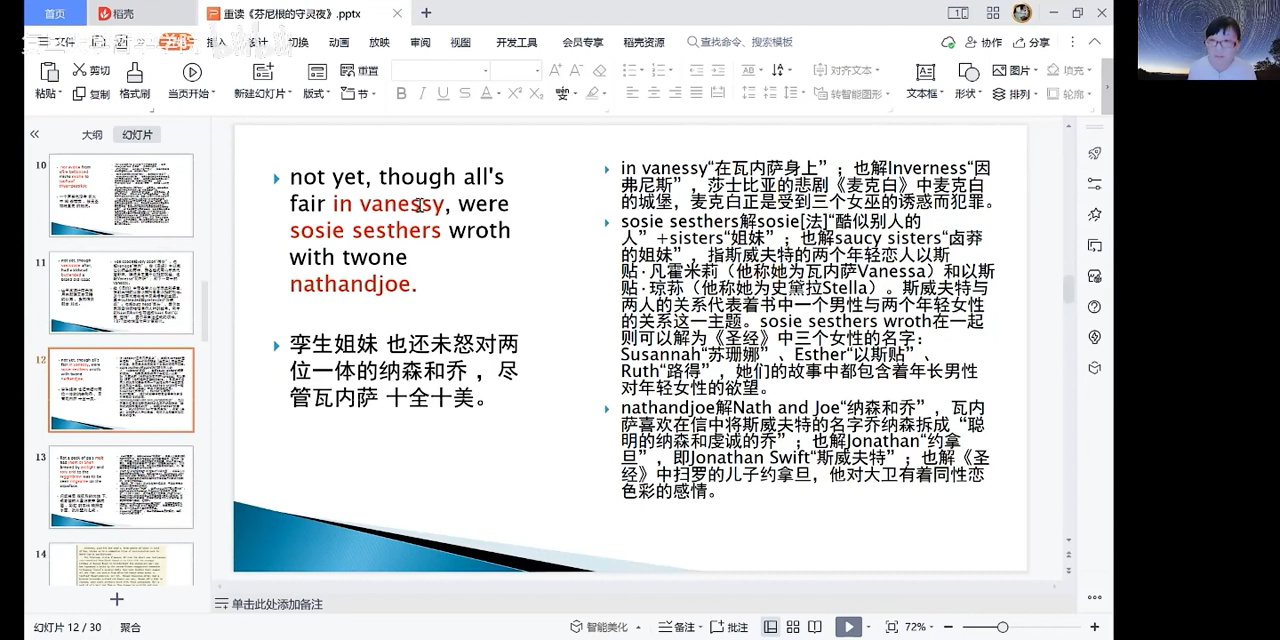 首页
稻壳
重读《芬尼根的守灵夜》.pptx
文件
插入
切换
动画
放映
审阅
视图
开发工具
会员专享
稻壳资源
查找命令、搜索模板
协作
分享
粘贴
剪切
复制
格式刷
当页开始
新建幻灯片
版式
重置
节
B I U S A X² X₂
对齐文本
转智能图形
文本框
形状
图片
排列
填充
轮廓
大纲
幻灯片
10
11
12
13
14
not yet, though all's
fair in vanessy, were
sosie sesthers wroth
with twone
nathandjoe.
孪生姐妹 也还未怒对两
位一体的纳森和乔 ，尽
管瓦内萨 十全十美。
in vanessy“在瓦内萨身上”；也解Inverness“因
弗尼斯”，莎士比亚的悲剧《麦克白》中麦克白
的城堡，麦克白正是受到三个女巫的诱惑而犯罪。
sosie sesthers解sosie[法]“酷似别人的
人”+sisters“姐妹”；也解saucy sisters“卤莽
的姐妹”，指斯威夫特的两个年轻恋人以斯
贴·凡霍米莉（他称她为瓦内萨Vanessa）和以斯
贴·琼荪（他称她为史黛拉Stella）。斯威夫特与
两人的关系代表着书中一个男性与两个年轻女性
的关系这一主题。sosie sesthers wroth在一起
则可以解为《圣经》中三个女性的名字：
Susannah“苏珊娜”、Esther“以斯贴”、
Ruth“路得”，她们的故事中都包含着年长男性
对年轻女性的欲望。
nathandjoe解Nath and Joe“纳森和乔”，瓦内
萨喜欢在信中将斯威夫特的名字乔纳森拆成“聪
明的纳森和虔诚的乔”；也解Jonathan“约拿
旦”，即Jonathan Swift“斯威夫特”；也解《圣
经》中扫罗的儿子约拿旦，他对大卫有着同性恋
色彩的感情。
单击此处添加备注
幻灯片 12 / 30
聚合
智能美化
备注
批注
72%